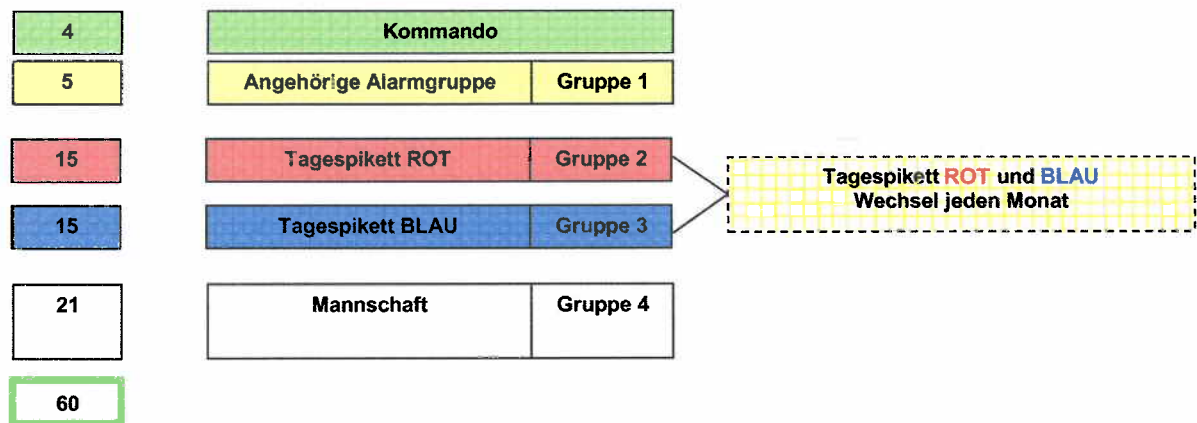 4 Kommando
5 Angehörige Alarmgruppe Gruppe 1
15 Tagespikett ROT Gruppe 2
Tagespikett ROT und BLAU
Wechsel jeden Monat
15 Tagespikett BLAU Gruppe 3
21 Mannschaft Gruppe 4
60